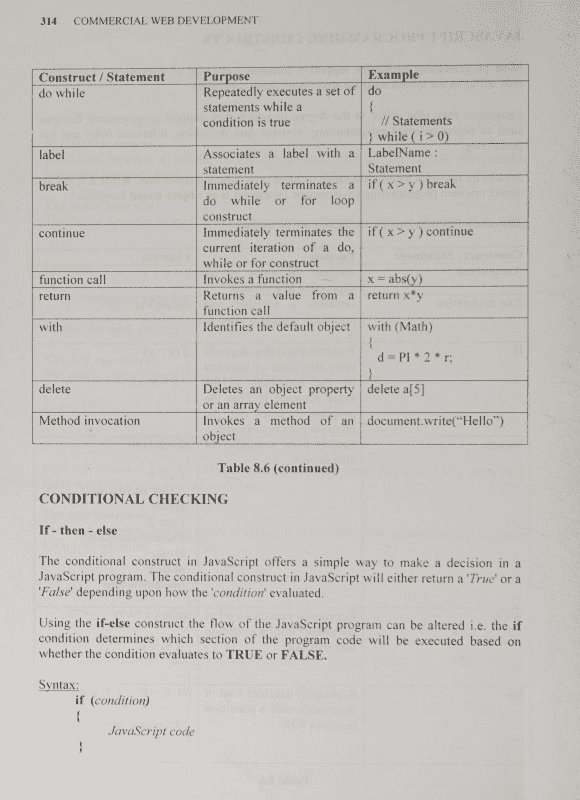 314 COMMERCIAL WEB DEVELOPMENT
Construct / Statement Purpose Example
do while Repeatedly executes a set of do
statements while a {
condition is true // Statements
} while ( i > 0)
label Associates a label with a LabelName :
statement Statement
break Immediately terminates a if ( x > y ) break
do while or for loop
construct
continue Immediately terminates the if ( x > y ) continue
current iteration of a do,
while or for construct
function call Invokes a function x = abs(y)
return Returns a value from a return x*y
function call
with Identifies the default object with (Math)
{
d = PI * 2 * r;
}
delete Deletes an object property delete a[5]
or an array element
Method invocation Invokes a method of an document.write("Hello")
object
Table 8.6 (continued)
CONDITIONAL CHECKING
If - then - else
The conditional construct in JavaScript offers a simple way to make a decision in a
JavaScript program. The conditional construct in JavaScript will either return a 'True' or a
'False' depending upon how the 'condition' evaluated.
Using the if-else construct the flow of the JavaScript program can be altered i.e. the if
condition determines which section of the program code will be executed based on
whether the condition evaluates to TRUE or FALSE.
Syntax:
if (condition)
{
JavaScript code
}